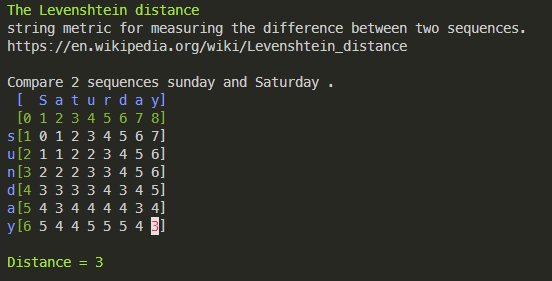 The Levenshtein distance
string metric for measuring the difference between two sequences.
https://en.wikipedia.org/wiki/Levenshtein_distance
Compare 2 sequences sunday and Saturday .
[  S a t u r d a y]
[0 1 2 3 4 5 6 7 8]
s[1 0 1 2 3 4 5 6 7]
u[2 1 1 2 2 3 4 5 6]
n[3 2 2 2 3 3 4 5 6]
d[4 3 3 3 3 4 3 4 5]
a[5 4 3 4 4 4 4 3 4]
y[6 5 4 4 5 5 5 4 3]
Distance = 3